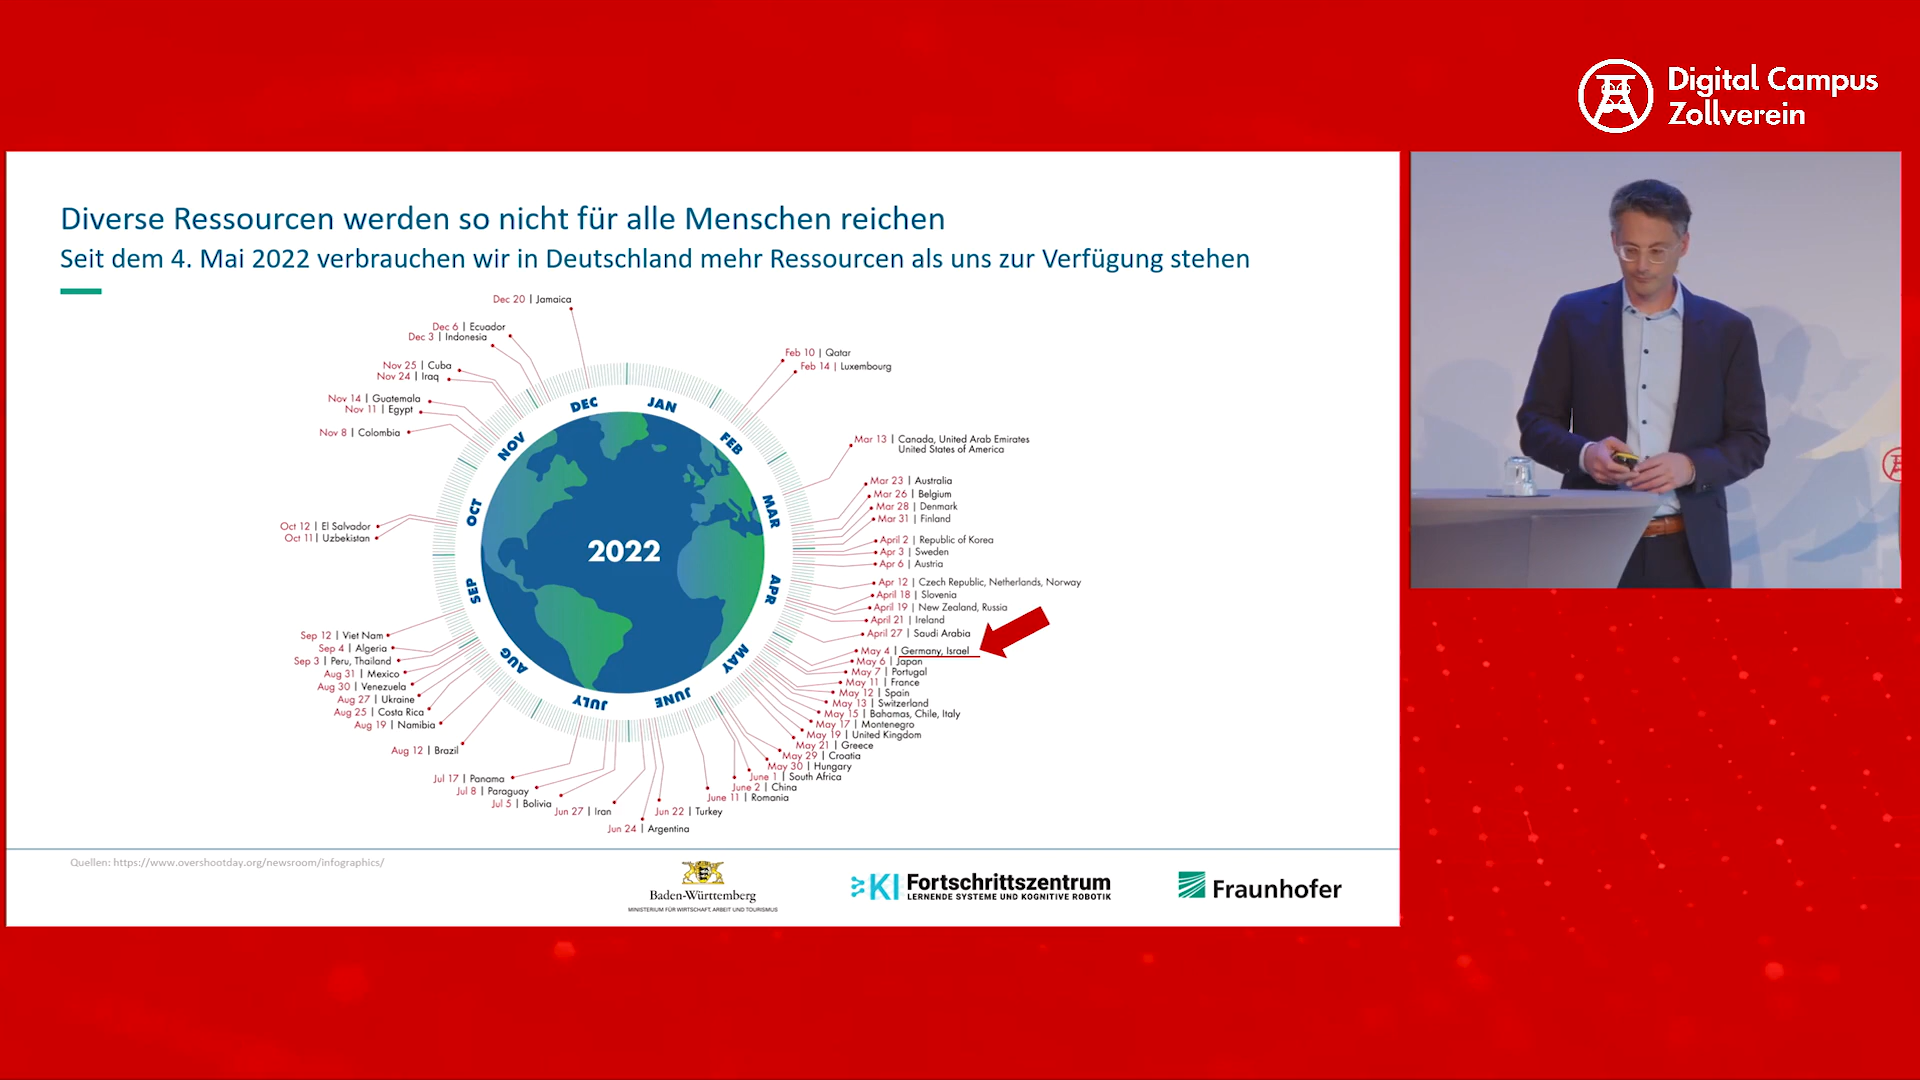 Digital Campus
Zollverein
Diverse Ressourcen werden so nicht für alle Menschen reichen
Seit dem 4. Mai 2022 verbrauchen wir in Deutschland mehr Ressourcen als uns zur Verfügung stehen
Dec 20 | Jamaica
Dec 6 | Ecuador
Dec 3 | Indonesia
Nov 25 | Cuba
Nov 24 | Iraq
Nov 14 | Guatemala
Nov 11 | Egypt
Nov 8 | Colombia
Oct 12 | El Salvador
Oct 11 | Uzbekistan
Sep 12 | Viet Nam
Sep 4 | Algeria
Sep 3 | Peru, Thailand
Aug 31 | Mexico
Aug 30 | Venezuela
Aug 27 | Ukraine
Aug 25 | Costa Rica
Aug 19 | Namibia
Aug 12 | Brazil
Jul 17 | Panama
Jul 8 | Paraguay
Jul 5 | Bolivia
Jun 27 | Iran
Jun 24 | Argentina
Jun 22 | Turkey
DEC
JAN
FEB
MAR
APR
MAY
JUNE
JULY
AUG
SEP
OCT
NOV
2022
Feb 10 | Qatar
Feb 14 | Luxembourg
Mar 13 | Canada, United Arab Emirates
United States of America
Mar 23 | Australia
Mar 26 | Belgium
Mar 28 | Denmark
Mar 31 | Finland
April 2 | Republic of Korea
Apr 3 | Sweden
Apr 6 | Austria
Apr 12 | Czech Republic, Netherlands, Norway
April 18 | Slovenia
April 19 | New Zealand, Russia
April 21 | Ireland
April 27 | Saudi Arabia
May 4 | Germany, Israel
May 6 | Japan
May 7 | Portugal
May 11 | France
May 12 | Spain
May 13 | Switzerland
May 15 | Bahamas, Chile, Italy
May 17 | Montenegro
May 19 | United Kingdom
May 21 | Greece
May 29 | Croatia
May 30 | Hungary
June 1 | South Africa
June 2 | China
June 11 | Romania
Quellen: https://www.overshootday.org/newsroom/infographics/
Baden-Württemberg
MINISTERIUM FÜR WIRTSCHAFT, ARBEIT UND TOURISMUS
KI Fortschrittszentrum
LERNENDE SYSTEME UND KOGNITIVE ROBOTIK
Fraunhofer